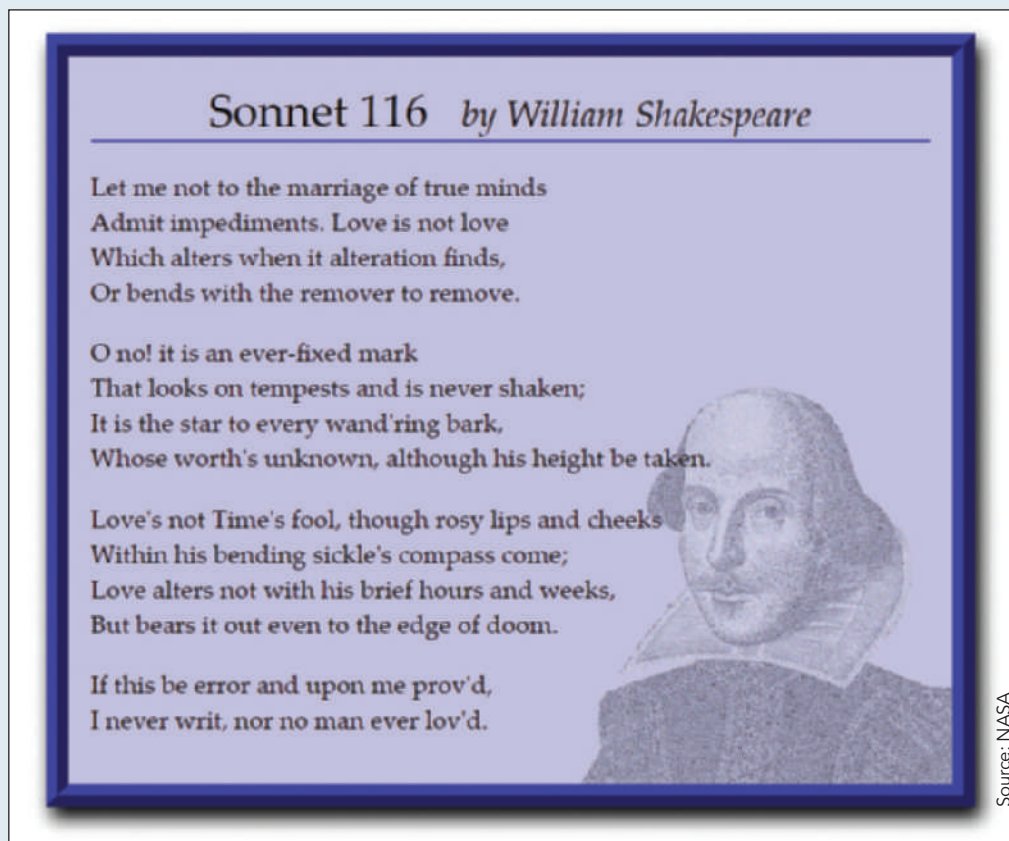 Sonnet 116 by William Shakespeare
Let me not to the marriage of true minds
Admit impediments. Love is not love
Which alters when it alteration finds,
Or bends with the remover to remove.
O no! it is an ever-fixed mark
That looks on tempests and is never shaken;
It is the star to every wand'ring bark,
Whose worth's unknown, although his height be taken.
Love's not Time's fool, though rosy lips and cheeks
Within his bending sickle's compass come;
Love alters not with his brief hours and weeks,
But bears it out even to the edge of doom.
If this be error and upon me prov'd,
I never writ, nor no man ever lov'd.
Source: NASA